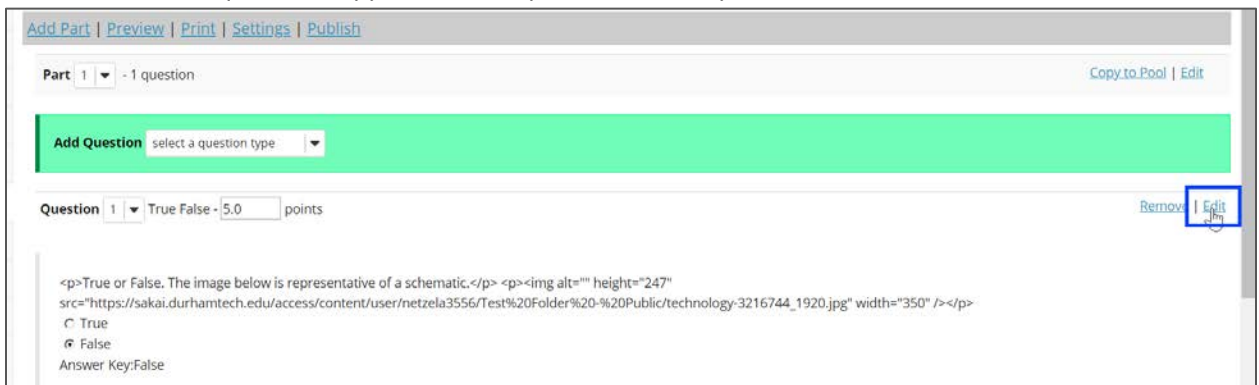 Add Part | Preview | Print | Settings | Publish
Part 1 - 1 question Copy to Pool | Edit
Add Question select a question type
Question 1 True False - 5.0 points Remove | Edit
<p>True or False. The image below is representative of a schematic.</p> <p><img alt="" height="247"
src="https://sakai.durhamtech.edu/access/content/user/netzela3556/Test%20Folder%20-%20Public/technology-3216744_1920.jpg" width="350" /></p>
True
False
Answer Key:False